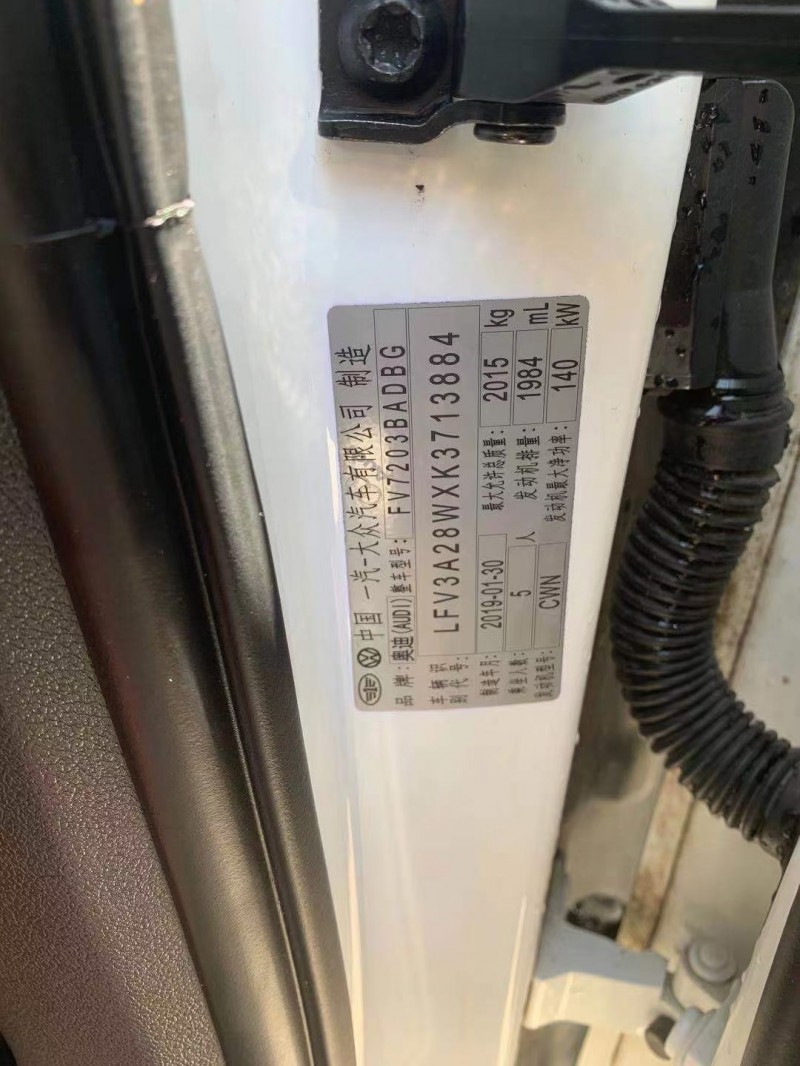 中国 一汽-大众汽车有限公司 制造
品牌: 奥迪(AUDI) 整车型号: FV7203BADBG
车辆识别代号: LFV3A28WXK3713884
制造年月: 2019-01-30 最大允许总质量: 2015 kg
乘坐人数: 5 人 发动机排量: 1984 mL
发动机型号: CWN 发动机最大净功率: 140 kW